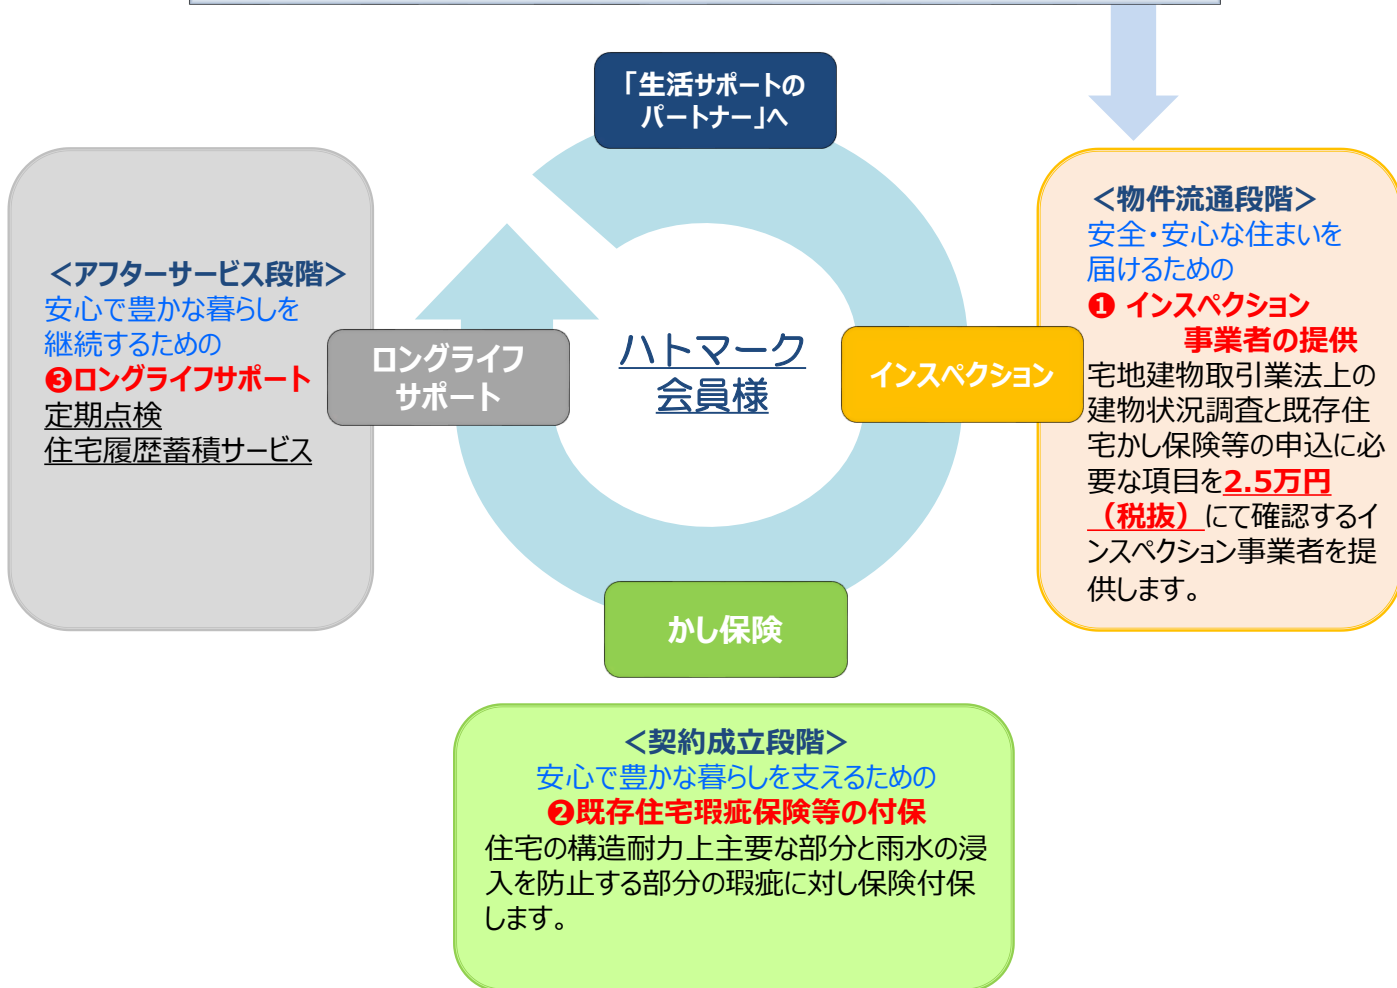 「生活サポートの
パートナー」へ
＜物件流通段階＞
安全・安心な住まいを
届けるための
❶ インスペクション
事業者の提供
宅地建物取引業法上の
建物状況調査と既存住
宅かし保険等の申込に必
要な項目を2.5万円
（税抜）にて確認するイ
ンスペクション事業者を提
供します。
インスペクション
ハトマーク
会員様
ロングライフ
サポート
＜アフターサービス段階＞
安心で豊かな暮らしを
継続するための
❸ロングライフサポート
定期点検
住宅履歴蓄積サービス
かし保険
＜契約成立段階＞
安心で豊かな暮らしを支えるための
❷既存住宅瑕疵保険等の付保
住宅の構造耐力上主要な部分と雨水の浸
入を防止する部分の瑕疵に対し保険付保
します。